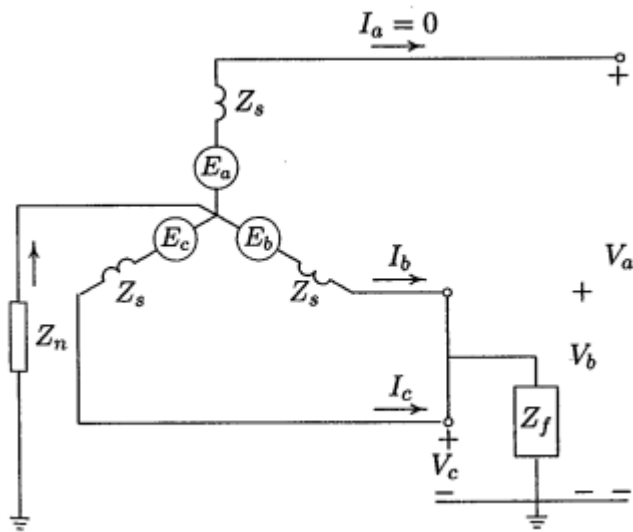 I_a = 0
+
Z_s
E_a
E_c
E_b
Z_s
Z_s
I_b
V_a
+
Z_n
V_b
I_c
Z_f
+
V_c
− − −